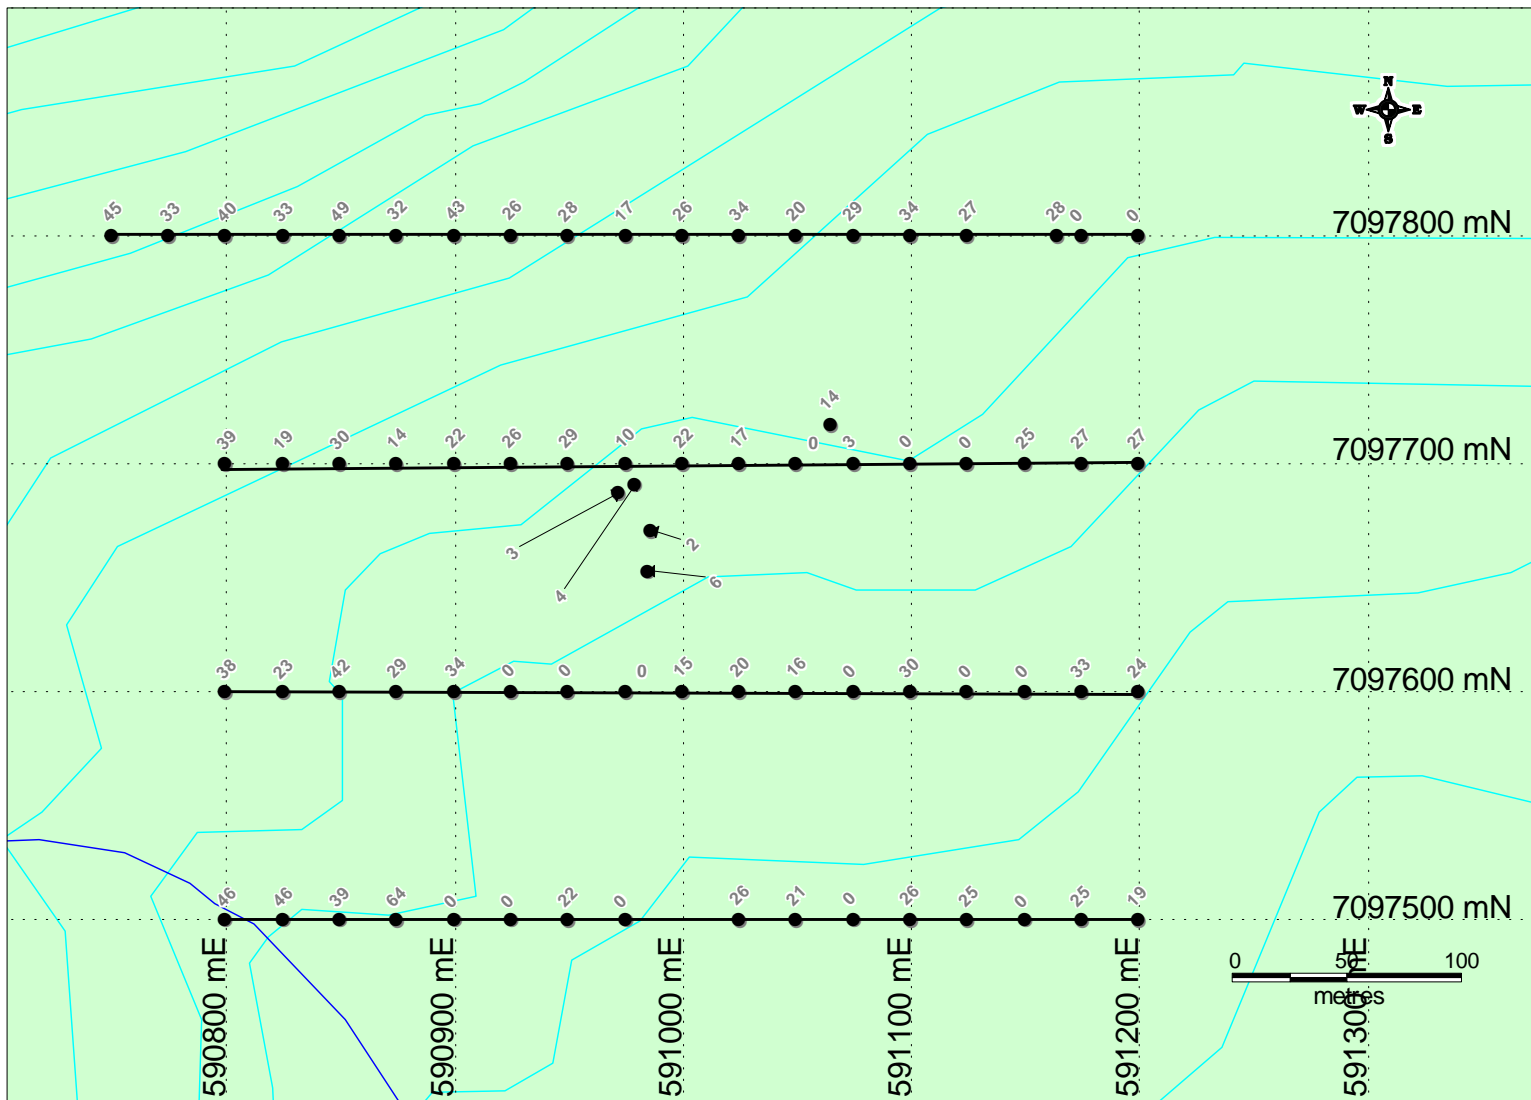 N
W E
S
45 33 40 33 49 32 43 26 28 17 26 34 20 29 34 27 28 0 0
7097800 mN
14
39 19 30 14 22 26 29 10 22 17 0 3 0 0 25 27 27
7097700 mN
3
2
4
6
38 23 42 29 34 0 0 0 15 20 16 0 30 0 0 33 24
7097600 mN
46 46 39 64 0 0 22 0 26 21 0 26 25 0 25 19
7097500 mN
590800 mE
590900 mE
591000 mE
591100 mE
591200 mE
591300 mE
0 50 100
metres